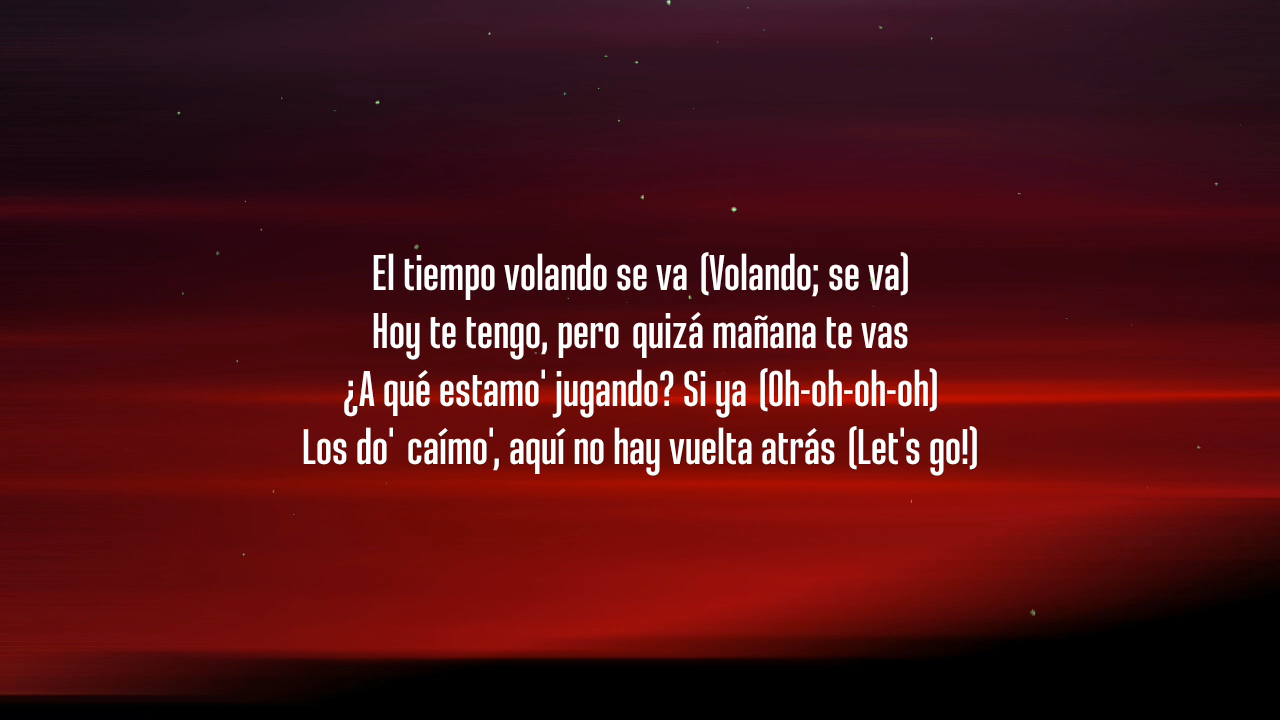 El tiempo volando se va (Volando; se va)
Hoy te tengo, pero quizá mañana te vas
¿A qué estamo' jugando? Si ya (Oh-oh-oh-oh)
Los do' caímo', aquí no hay vuelta atrás (Let's go!)